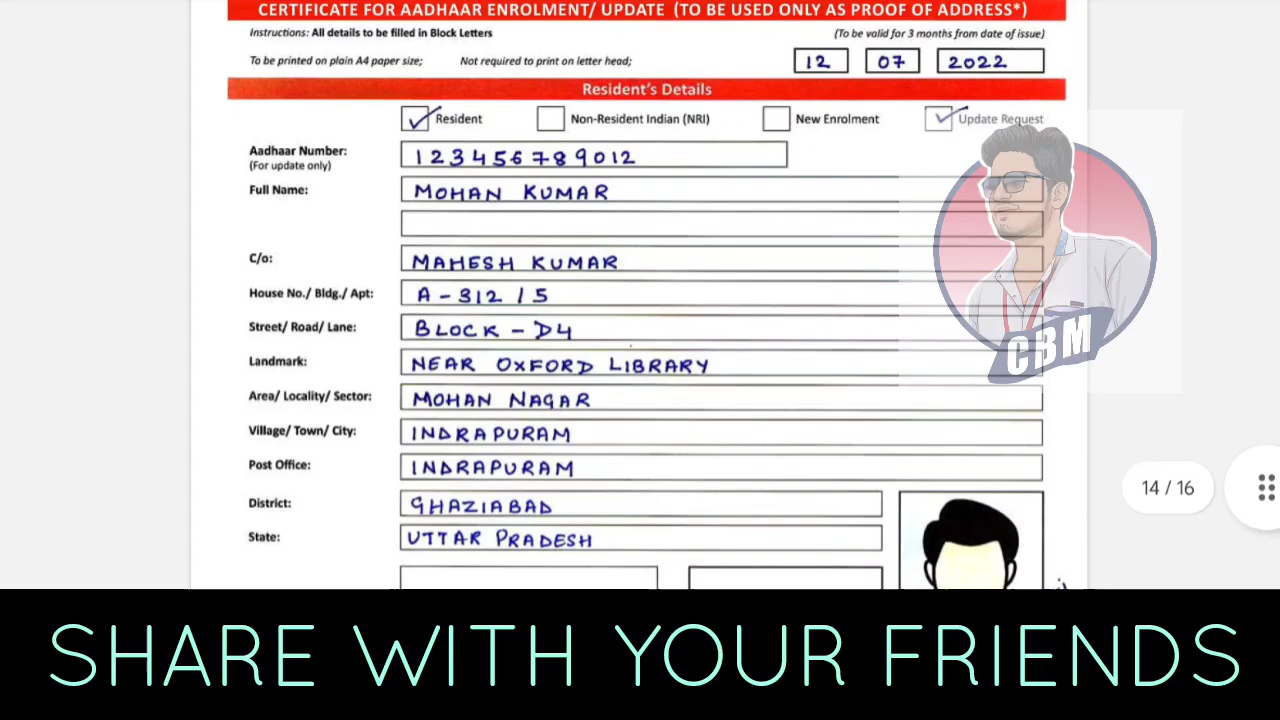 CERTIFICATE FOR AADHAAR ENROLMENT/ UPDATE (TO BE USED ONLY AS PROOF OF ADDRESS*)
Instructions: All details to be filled in Block Letters (To be valid for 3 months from date of issue)
To be printed on plain A4 paper size; Not required to print on letter head; 12 07 2022
Resident's Details
Resident Non-Resident Indian (NRI) New Enrolment Update Request
Aadhaar Number: 123456789012
(For update only)
Full Name: MOHAN KUMAR
C/o: MAHESH KUMAR
House No./ Bldg./ Apt: A-312/5
Street/ Road/ Lane: BLOCK-D4
Landmark: NEAR OXFORD LIBRARY
Area/ Locality/ Sector: MOHAN NAGAR
Village/ Town/ City: INDRAPURAM
Post Office: INDRAPURAM
District: GHAZIABAD
State: UTTAR PRADESH
CBM
14 / 16
SHARE WITH YOUR FRIENDS